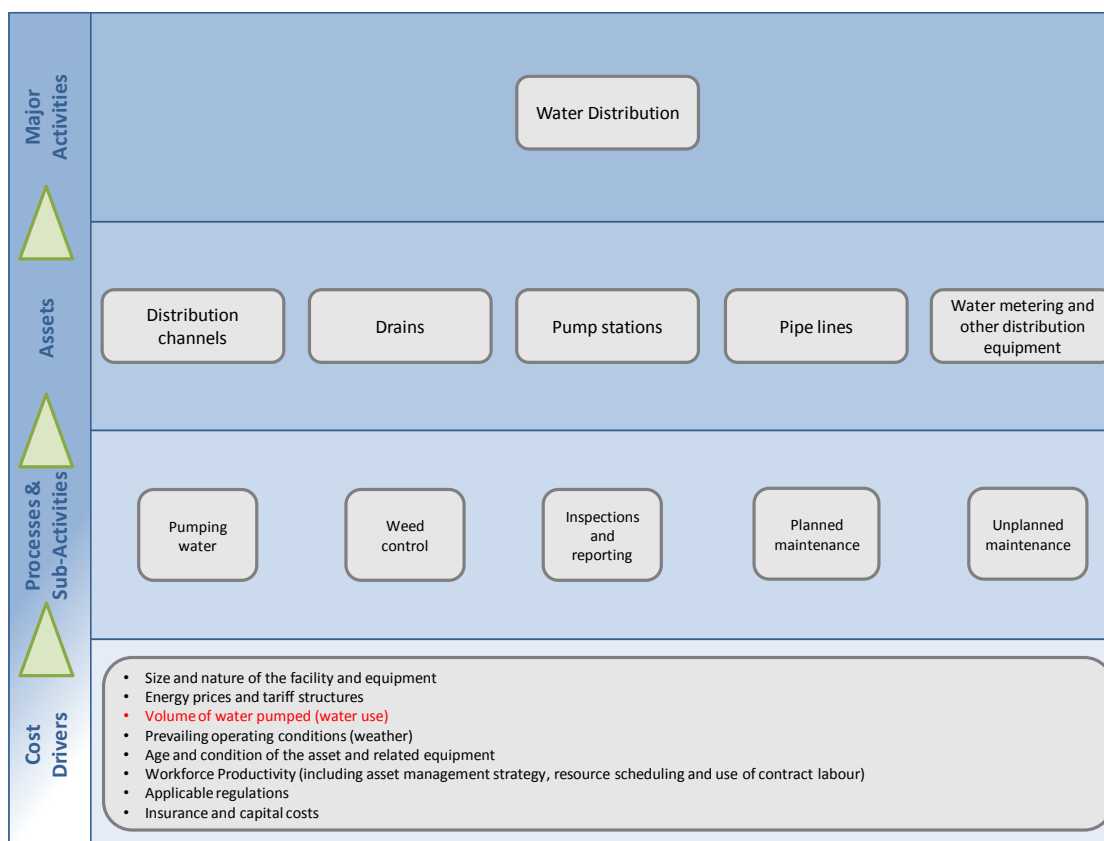 Major
Activities
Water Distribution
Assets
Distribution
channels
Drains
Pump stations
Pipe lines
Water metering and
other distribution
equipment
Processes &
Sub-Activities
Pumping
water
Weed
control
Inspections
and
reporting
Planned
maintenance
Unplanned
maintenance
Cost
Drivers
• Size and nature of the facility and equipment
• Energy prices and tariff structures
• Volume of water pumped (water use)
• Prevailing operating conditions (weather)
• Age and condition of the asset and related equipment
• Workforce Productivity (including asset management strategy, resource scheduling and use of contract labour)
• Applicable regulations
• Insurance and capital costs